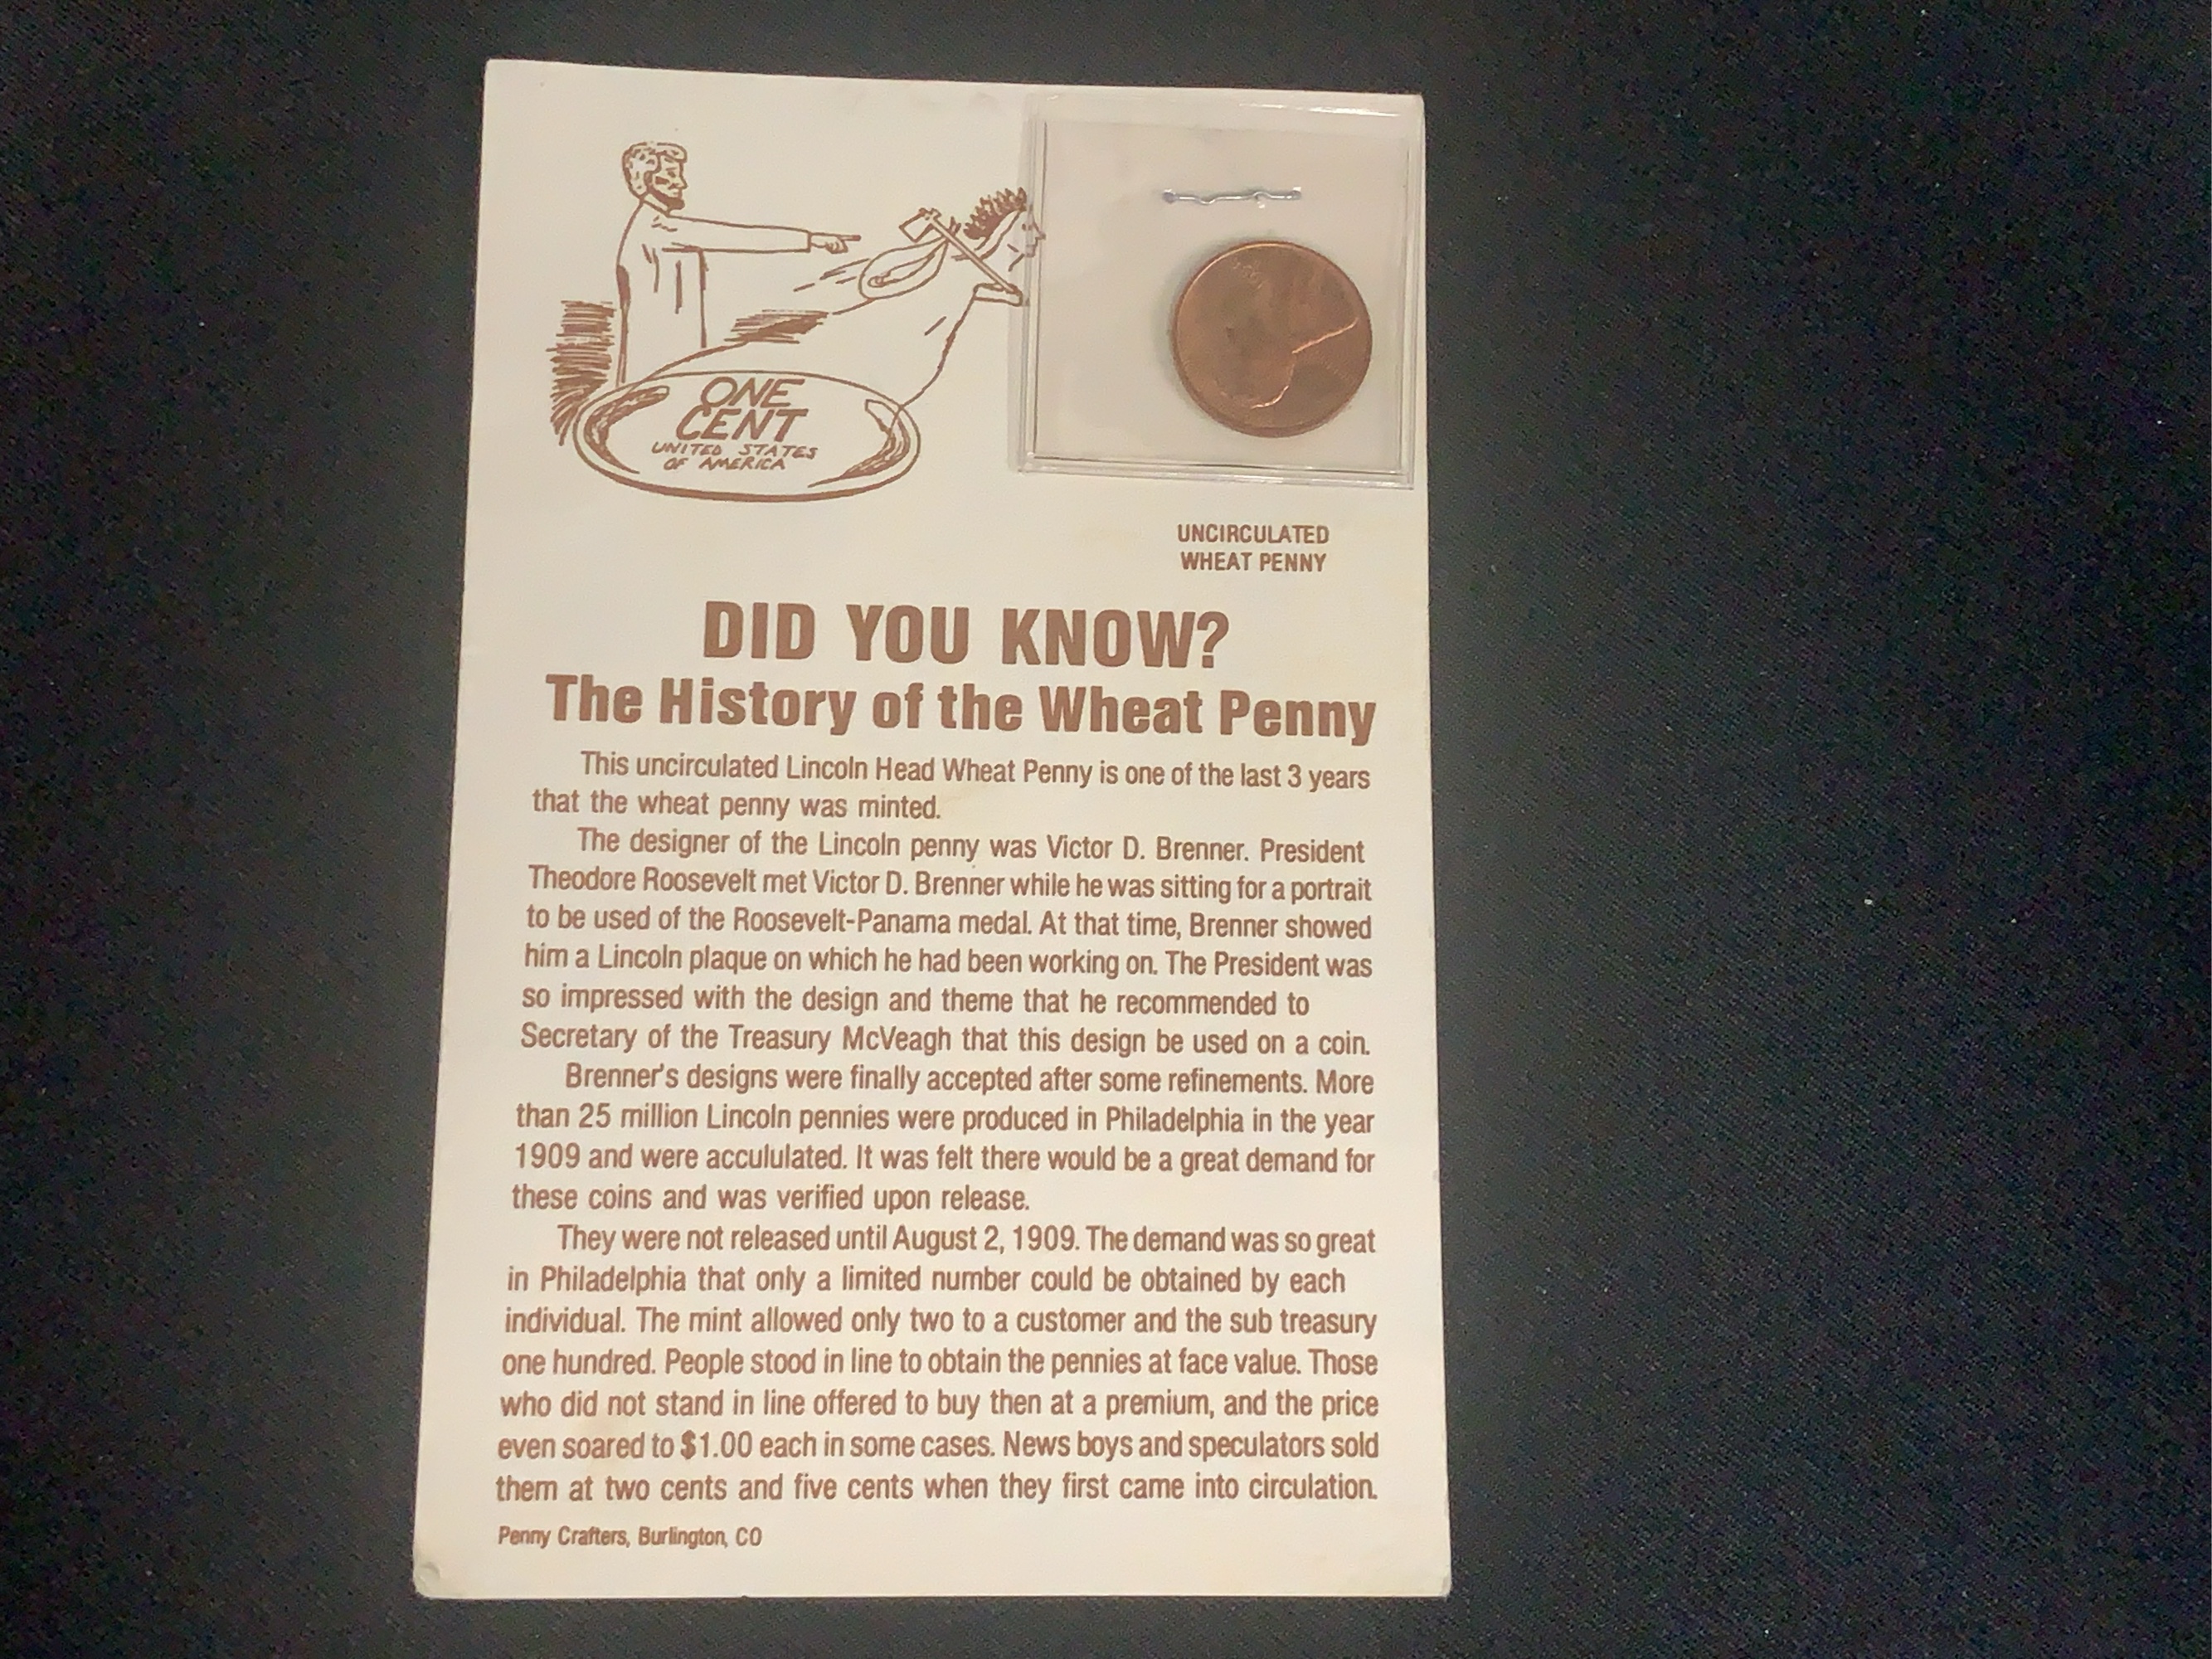 ONE
CENT
UNITED STATES
OF AMERICA
UNCIRCULATED
WHEAT PENNY
DID YOU KNOW?
The History of the Wheat Penny
This uncirculated Lincoln Head Wheat Penny is one of the last 3 years
that the wheat penny was minted.
The designer of the Lincoln penny was Victor D. Brenner. President
Theodore Roosevelt met Victor D. Brenner while he was sitting for a portrait
to be used of the Roosevelt-Panama medal. At that time, Brenner showed
him a Lincoln plaque on which he had been working on. The President was
so impressed with the design and theme that he recommended to
Secretary of the Treasury McVeagh that this design be used on a coin.
Brenner's designs were finally accepted after some refinements. More
than 25 million Lincoln pennies were produced in Philadelphia in the year
1909 and were accululated. It was felt there would be a great demand for
these coins and was verified upon release.
They were not released until August 2, 1909. The demand was so great
in Philadelphia that only a limited number could be obtained by each
individual. The mint allowed only two to a customer and the sub treasury
one hundred. People stood in line to obtain the pennies at face value. Those
who did not stand in line offered to buy then at a premium, and the price
even soared to $1.00 each in some cases. News boys and speculators sold
them at two cents and five cents when they first came into circulation.
Penny Crafters, Burlington, CO